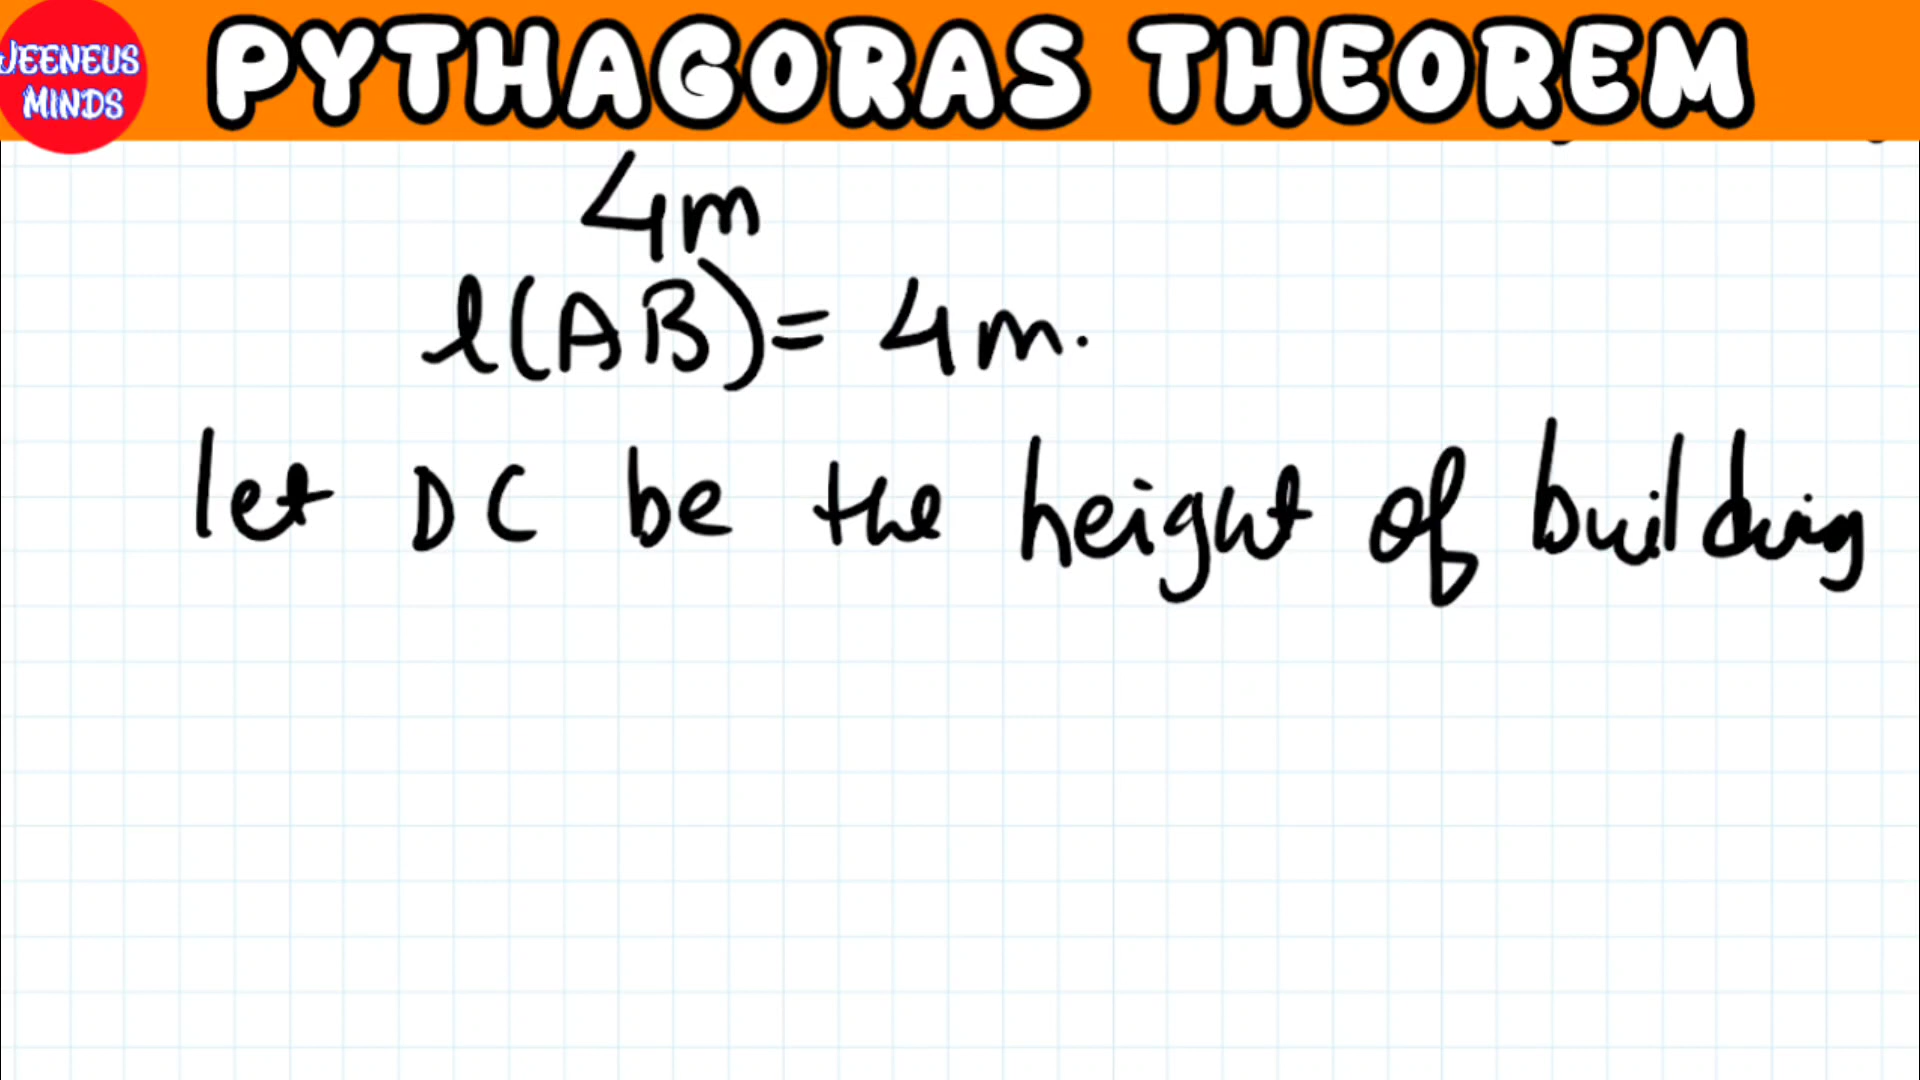 JEENEUS
MINDS
PYTHAGORAS THEOREM
4m
l(AB) = 4m.
let DC be the height of building